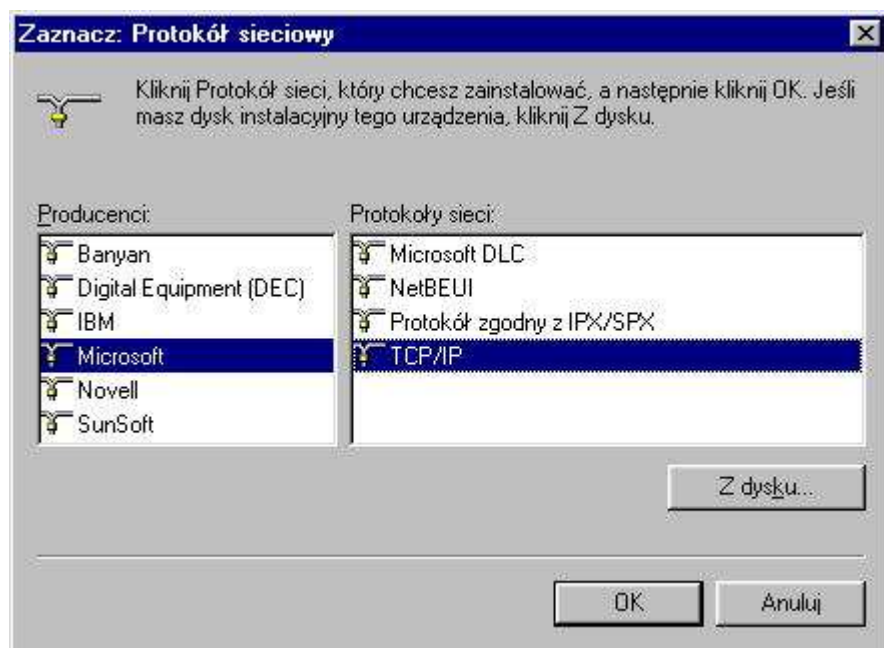 Zaznacz: Protokół sieciowy
Kliknij Protokół sieci, który chcesz zainstalować, a następnie kliknij OK. Jeśli
masz dysk instalacyjny tego urządzenia, kliknij Z dysku.
Producenci:
Banyan
Digital Equipment (DEC)
IBM
Microsoft
Novell
SunSoft
Protokoły sieci:
Microsoft DLC
NetBEUI
Protokół zgodny z IPX/SPX
TCP/IP
Z dysku...
OK
Anuluj